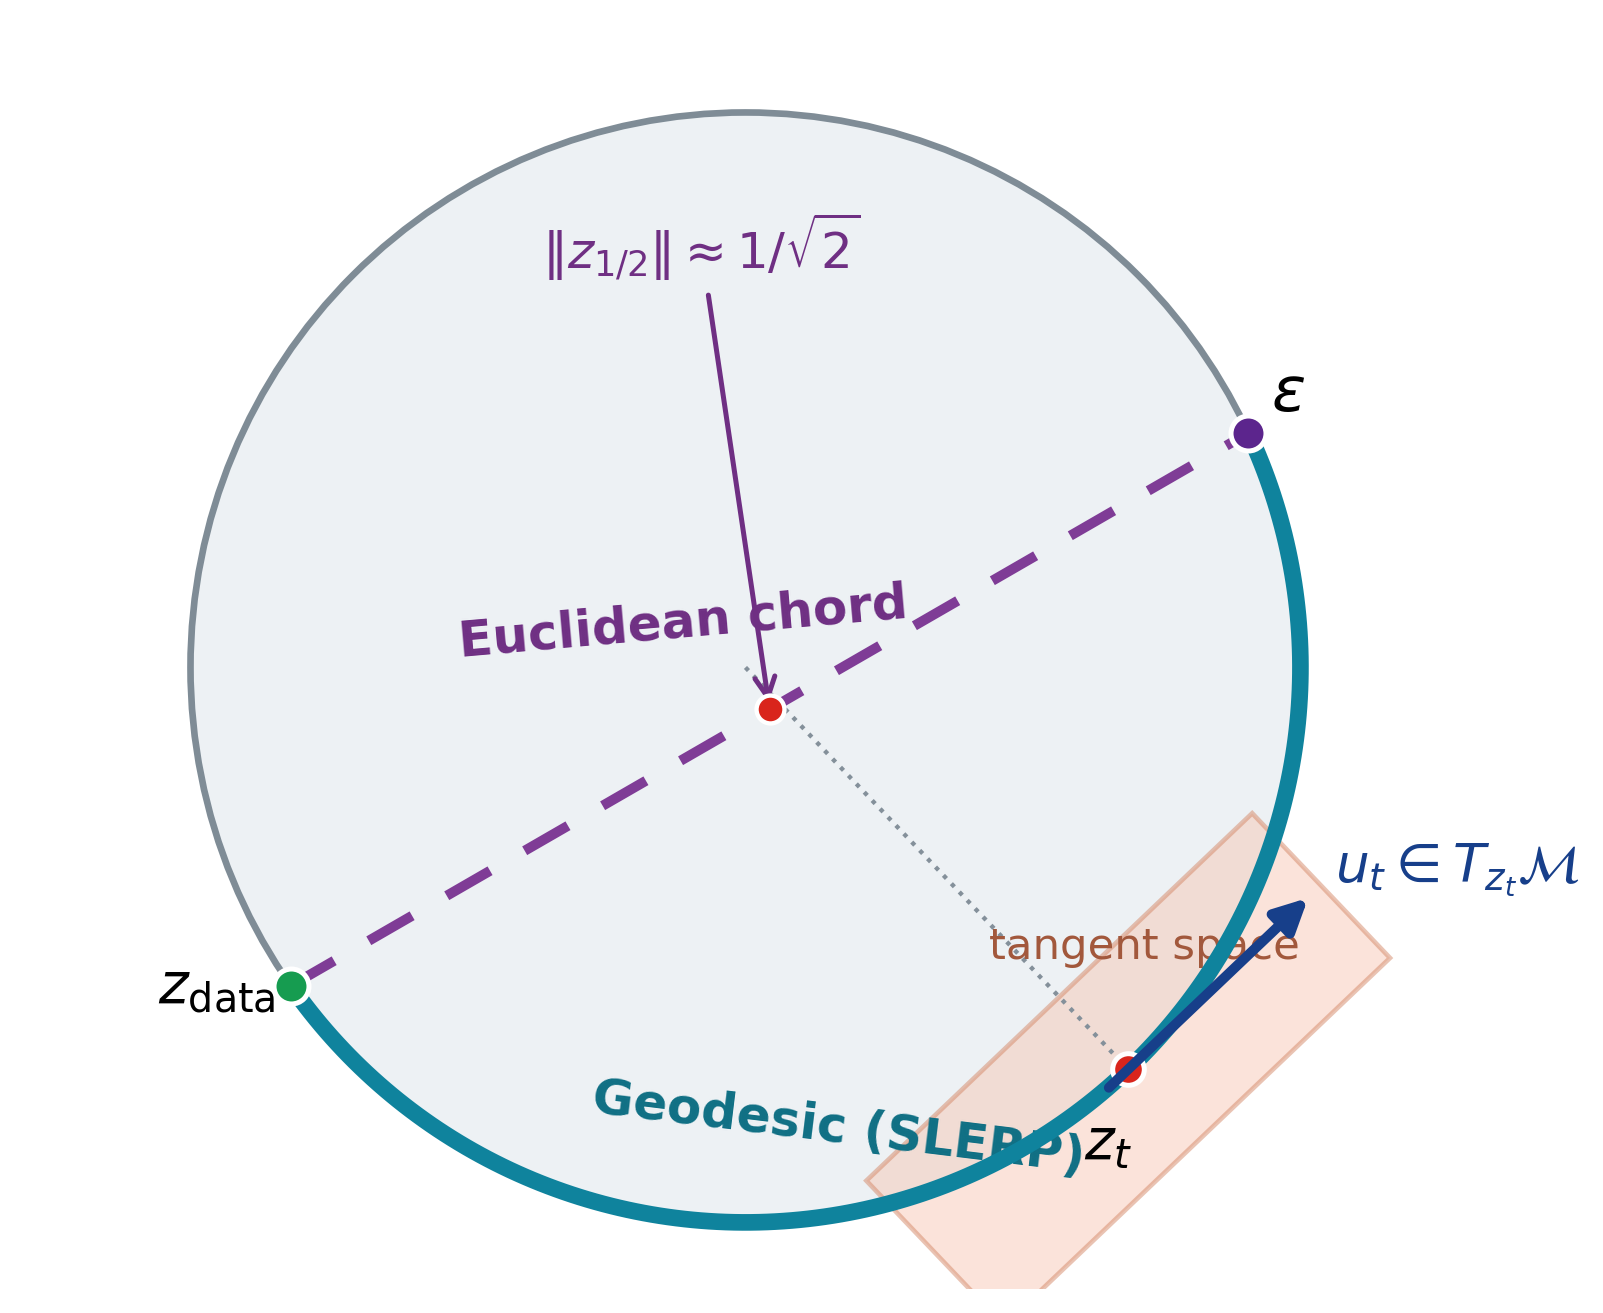 ‖z₁/₂‖ ≈ 1/√2
ε
Euclidean chord
u_t ∈ T_{z_t}ℳ
tangent space
z_data
Geodesic (SLERP)
z_t